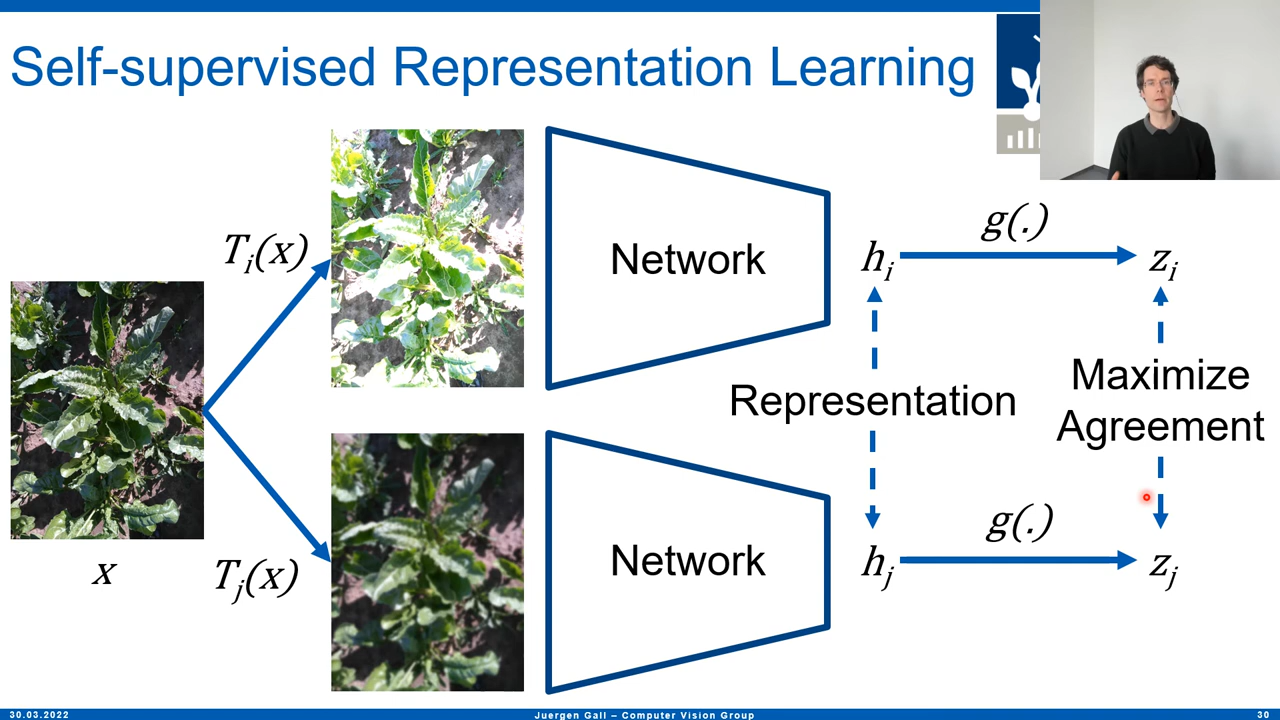 Self-supervised Representation Learning
T_i(x)
Network
h_i
g(.)
z_i
Representation
Maximize
Agreement
x
T_j(x)
Network
h_j
g(.)
z_j
30.03.2022
Juergen Gall – Computer Vision Group
30